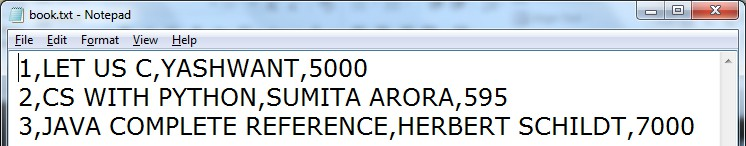 book.txt - Notepad
File Edit Format View Help
1,LET US C,YASHWANT,5000
2,CS WITH PYTHON,SUMITA ARORA,595
3,JAVA COMPLETE REFERENCE,HERBERT SCHILDT,7000